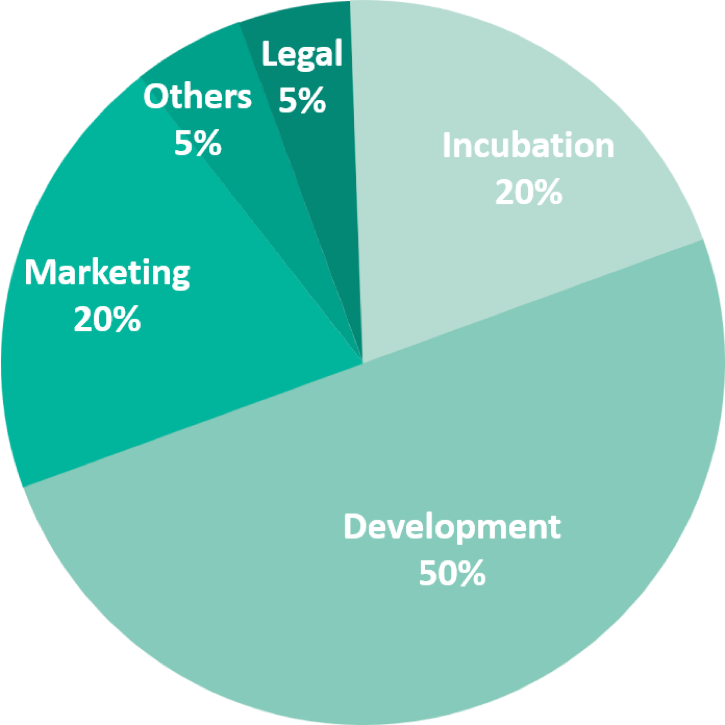 Legal
5%
Others
5%
Incubation
20%
Marketing
20%
Development
50%